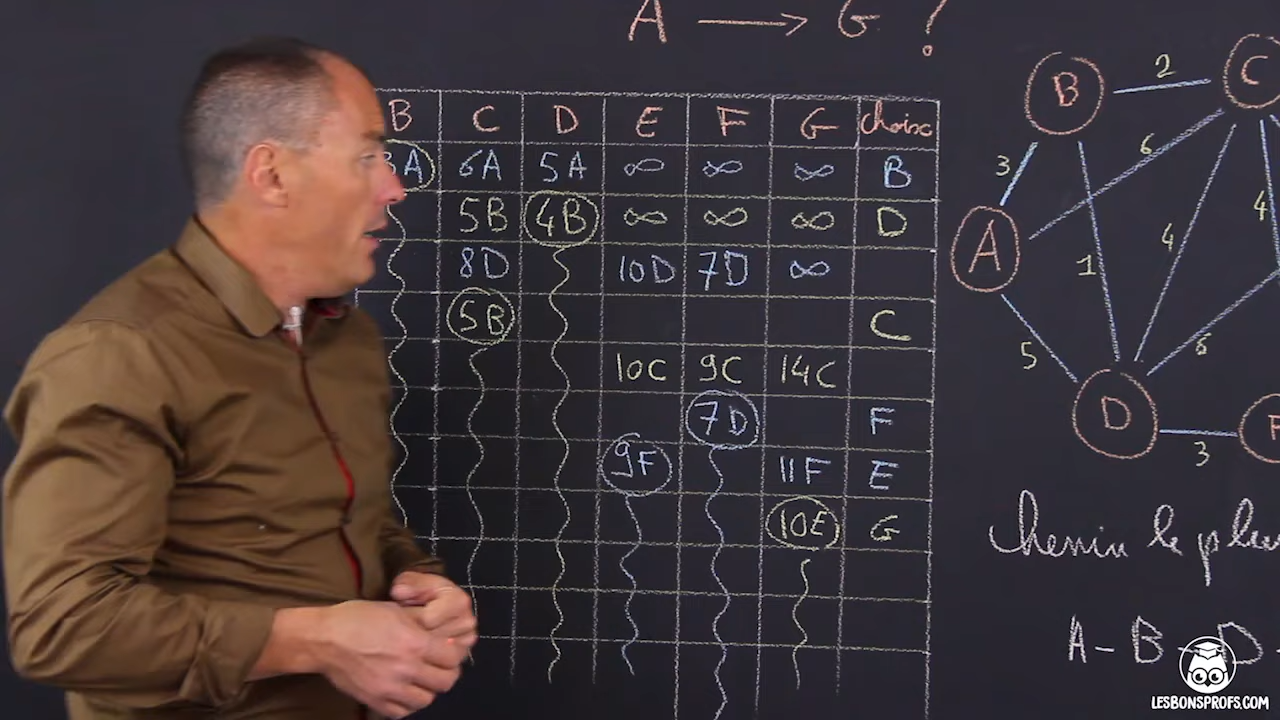 A → G ?
B C D E F G choix
3A 6A 5A ∞ ∞ ∞ B
5B 4B ∞ ∞ ∞ D
8D 10D 7D ∞
5B C
10C 9C 14C
7D F
9F 11F E
10E G
B 2 C
3 6
A 1 4 4
5 6
D 3
Chemin le plus
A - B - D -
LESBONSPROFS.COM